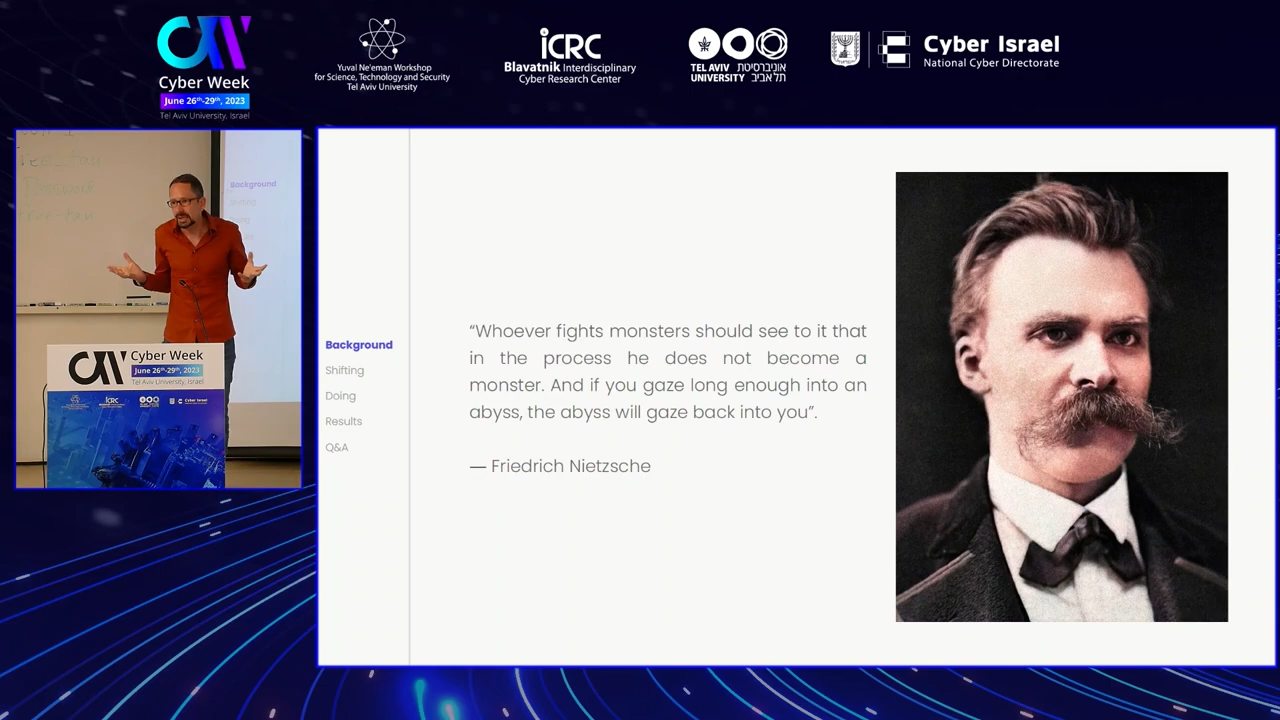 Cyber Week
June 26th-29th, 2023
Tel Aviv University, Israel
Yuval Ne'eman Workshop
for Science, Technology and Security
Tel Aviv University
iCRC
Blavatnik Interdisciplinary
Cyber Research Center
TEL AVIV אוניברסיטת
UNIVERSITY תל אביב
Cyber Israel
National Cyber Directorate
Background
Cyber Week
June 26th-29th, 2023
Tel Aviv University, Israel
Background
Shifting
Doing
Results
Q&A
“Whoever fights monsters should see to it that
in the process he does not become a
monster. And if you gaze long enough into an
abyss, the abyss will gaze back into you”.
— Friedrich Nietzsche